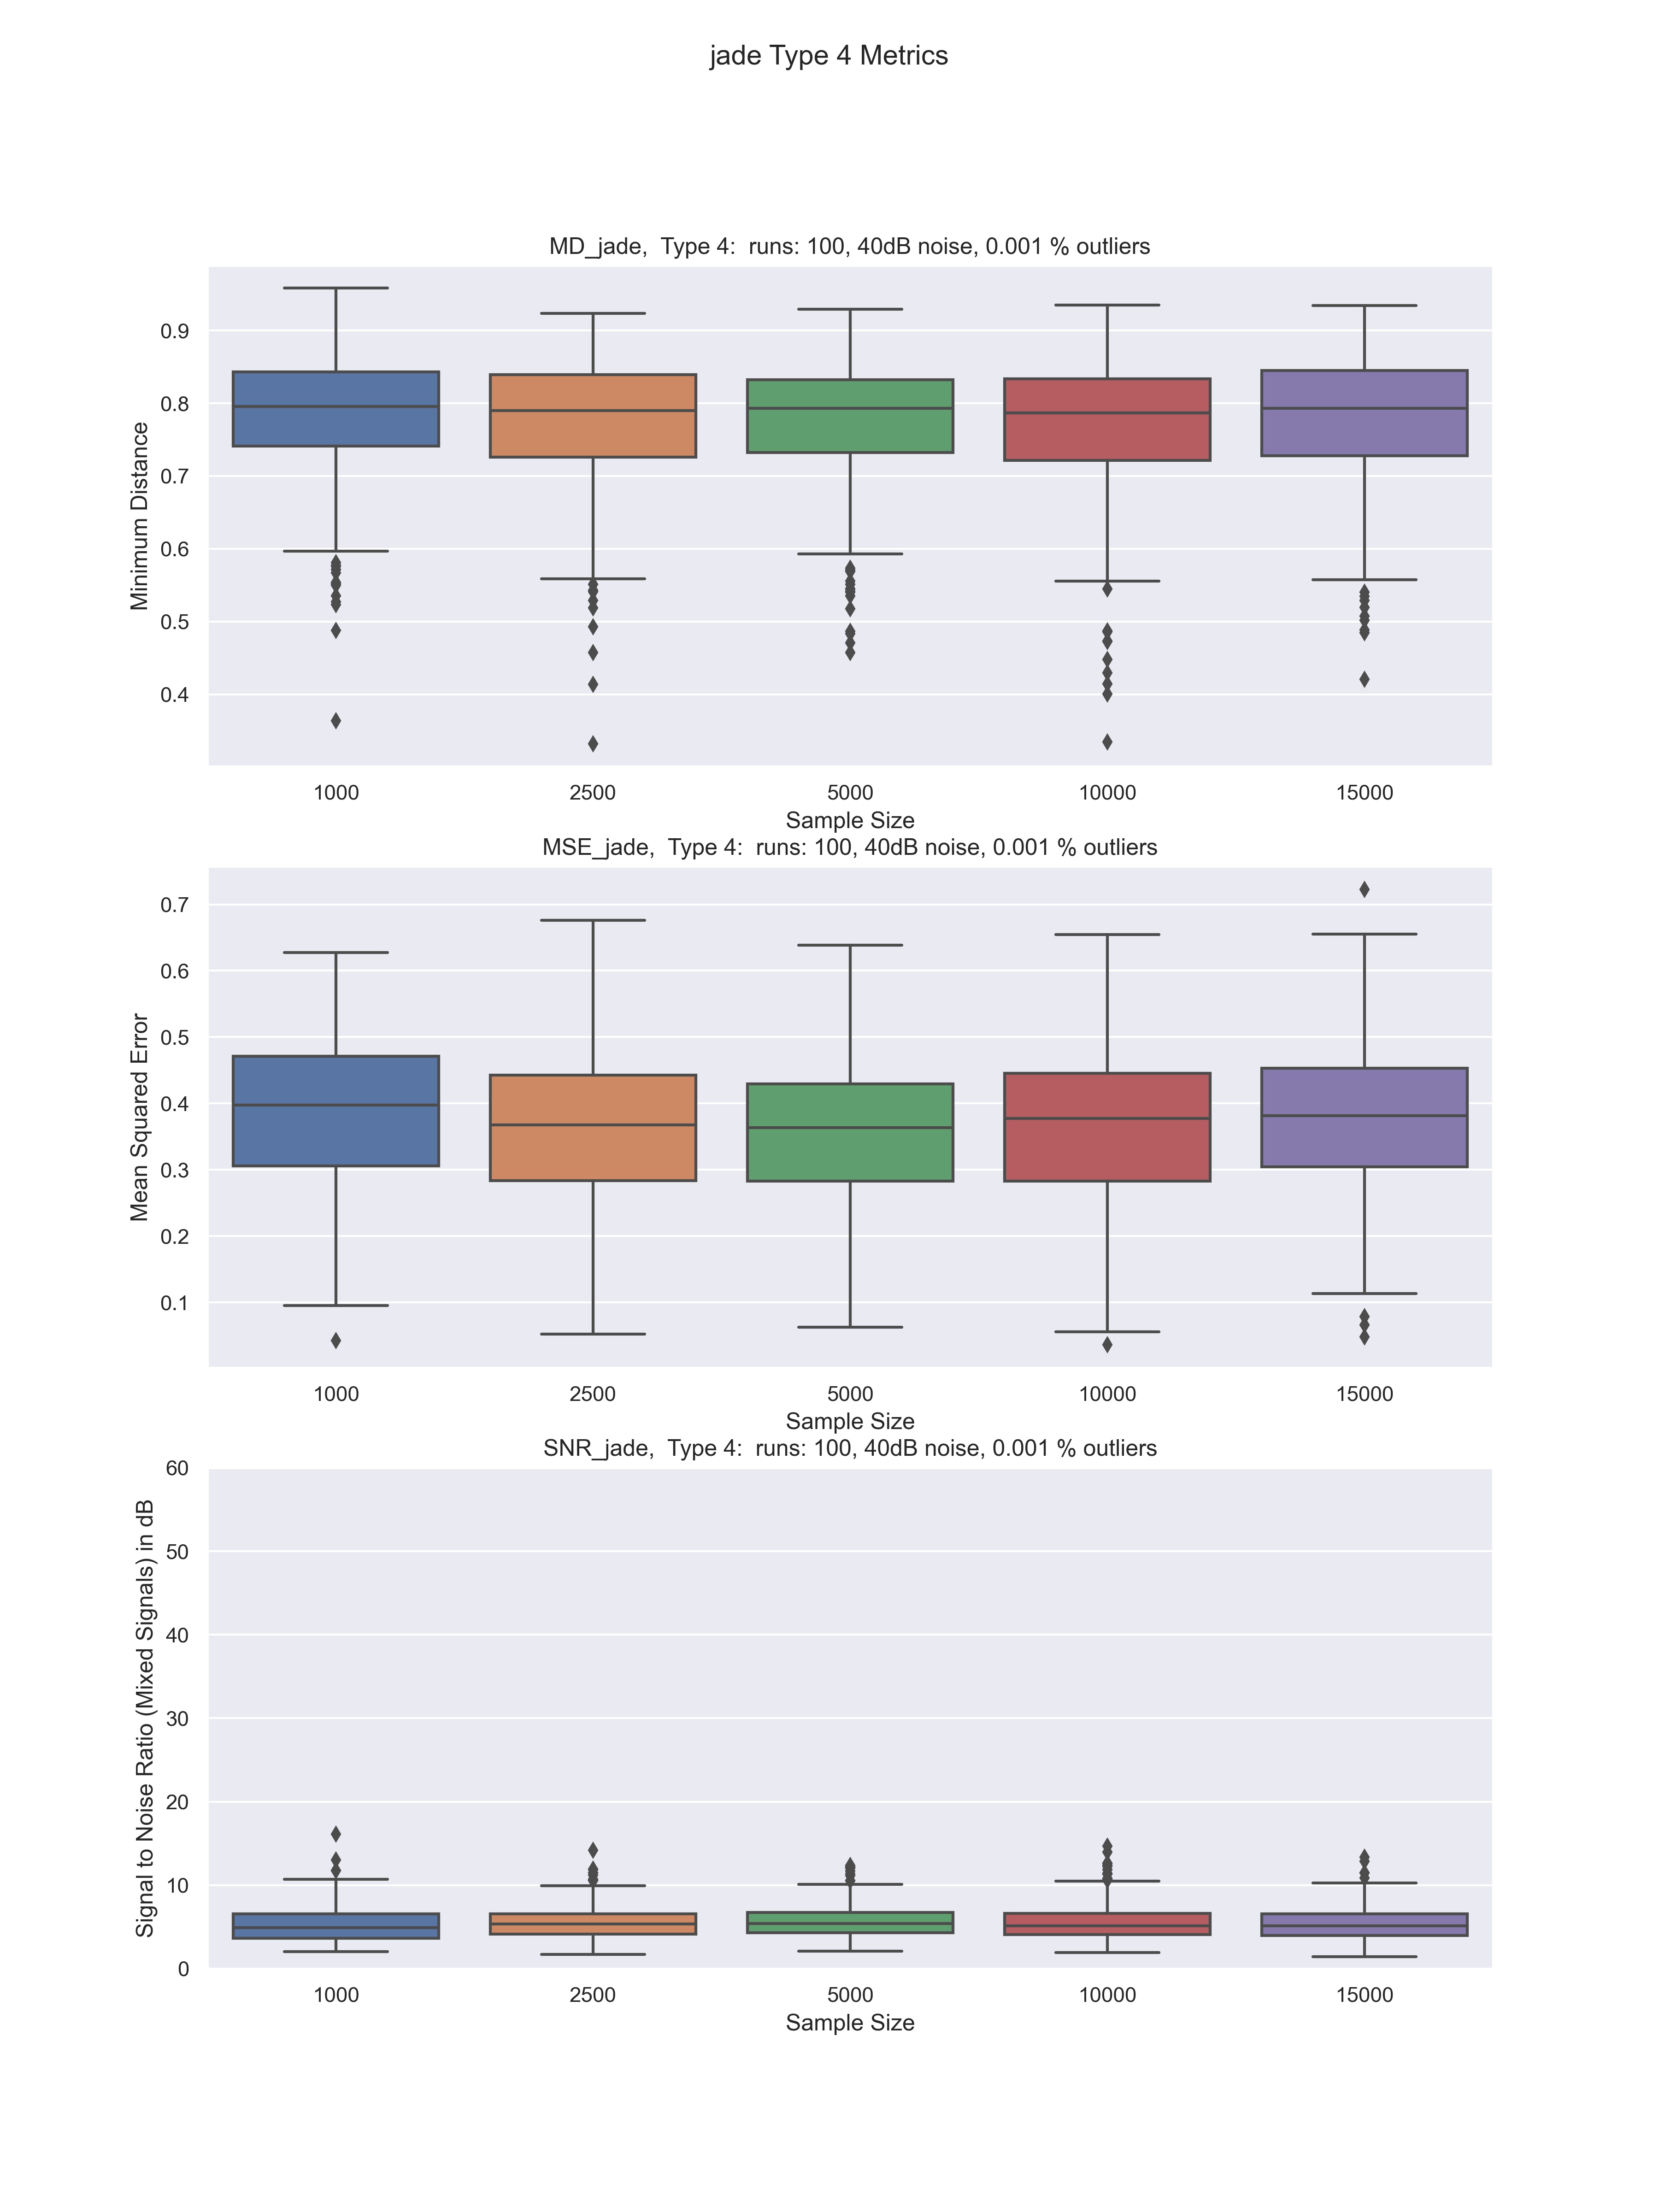 jade Type 4 Metrics
MD_jade,  Type 4:  runs: 100, 40dB noise, 0.001 % outliers
Minimum Distance
0.9
0.8
0.7
0.6
0.5
0.4
1000 2500 5000 10000 15000
Sample Size
MSE_jade,  Type 4:  runs: 100, 40dB noise, 0.001 % outliers
Mean Squared Error
0.7
0.6
0.5
0.4
0.3
0.2
0.1
1000 2500 5000 10000 15000
Sample Size
SNR_jade,  Type 4:  runs: 100, 40dB noise, 0.001 % outliers
Signal to Noise Ratio (Mixed Signals) in dB
60
50
40
30
20
10
0
1000 2500 5000 10000 15000
Sample Size